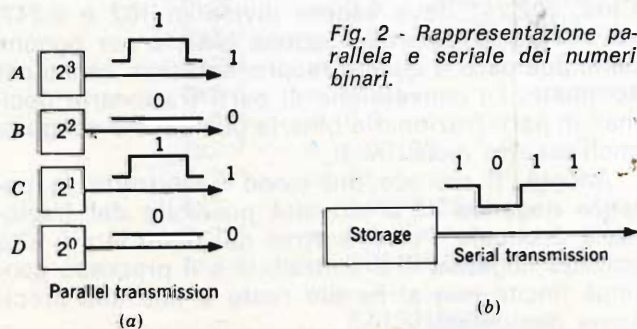 Fig. 2 - Rappresentazione pa-
rallela e seriale dei numeri
binari.
A 2³ 1 1
B 2² 0 0
C 2¹ 1 1
D 2⁰ 0 0
Parallel transmission
(a)
1 0 1 1
Storage
Serial transmission
(b)